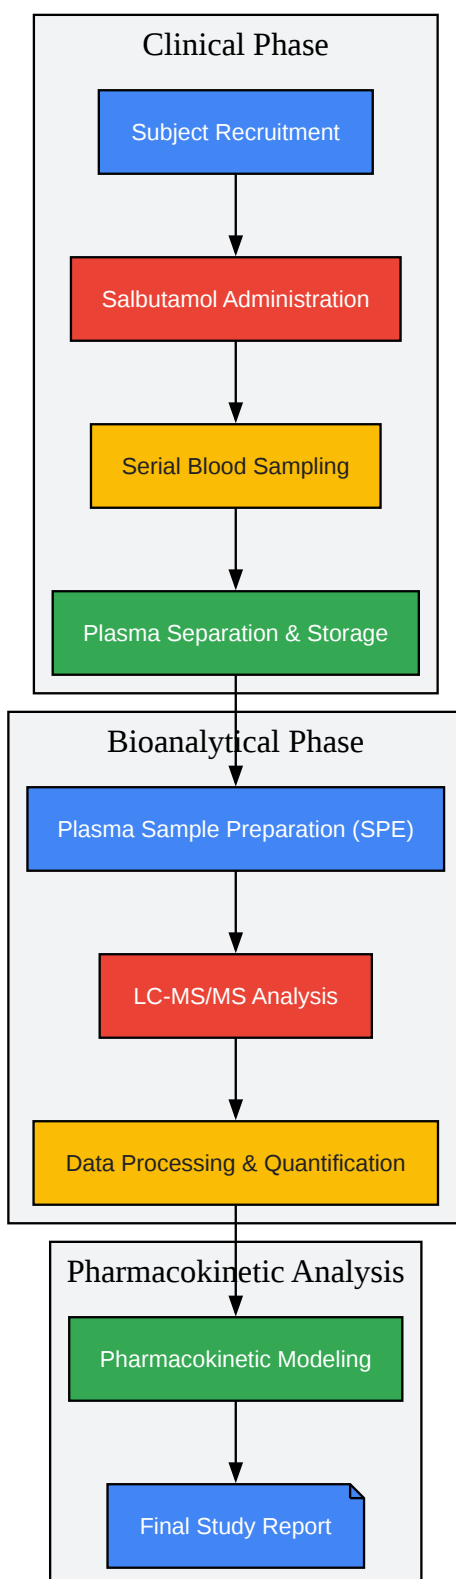 Clinical Phase
Subject Recruitment
Salbutamol Administration
Serial Blood Sampling
Plasma Separation & Storage
Bioanalytical Phase
Plasma Sample Preparation (SPE)
LC-MS/MS Analysis
Data Processing & Quantification
Pharmacokinetic Analysis
Pharmacokinetic Modeling
Final Study Report